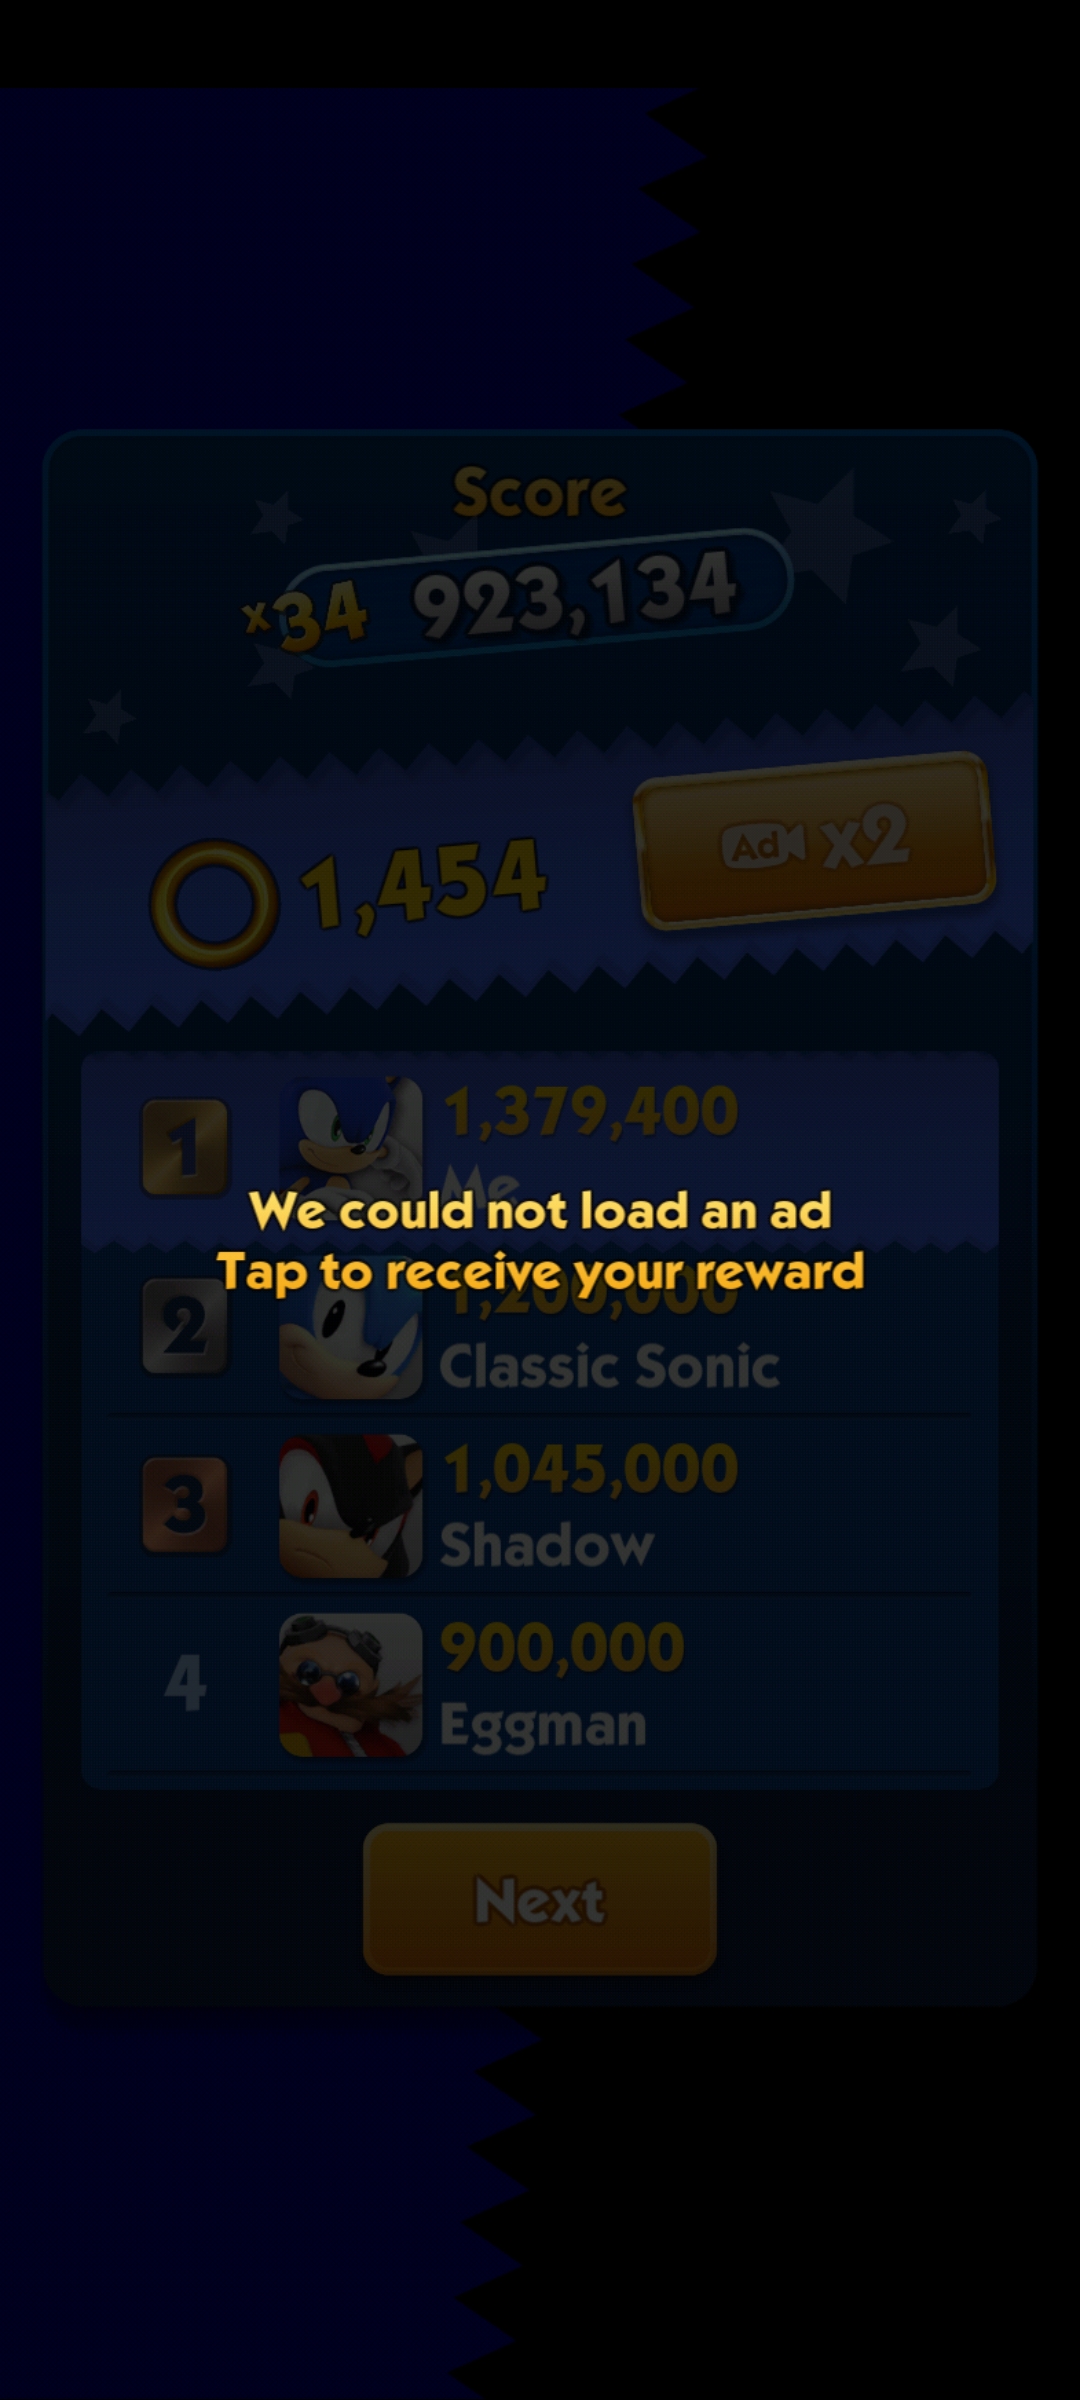 Score
x34 923,134
1,454
Ad x2
1 1,379,400
Me
We could not load an ad
Tap to receive your reward
2 1,200,000
Classic Sonic
3 1,045,000
Shadow
4 900,000
Eggman
Next